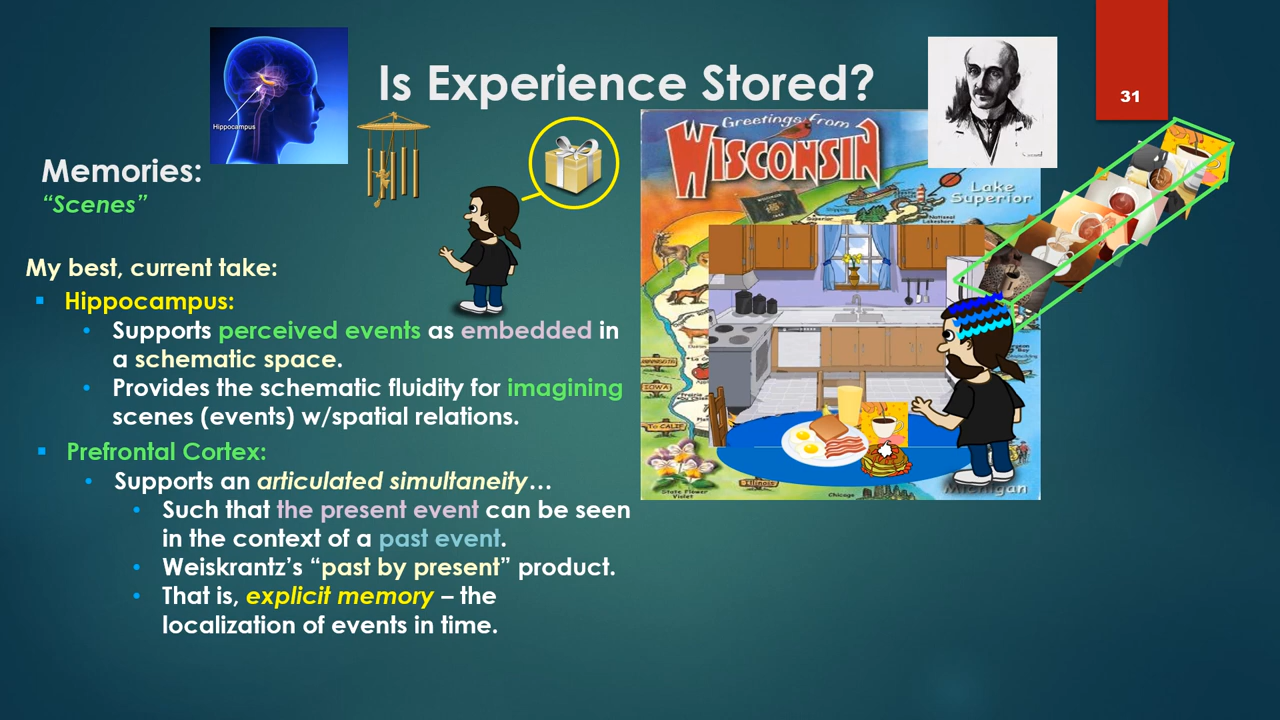 Is Experience Stored?
31
Hippocampus
Memories:
“Scenes”
My best, current take:
Hippocampus:
Supports perceived events as embedded in
a schematic space.
Provides the schematic fluidity for imagining
scenes (events) w/spatial relations.
Prefrontal Cortex:
Supports an articulated simultaneity…
Such that the present event can be seen
in the context of a past event.
Weiskrantz’s “past by present” product.
That is, explicit memory – the
localization of events in time.
Greetings from
WISCONSIN
Lake
Superior
IOWA
To CALIF
State Flower
Violet
Illinois
Chicago
Michigan